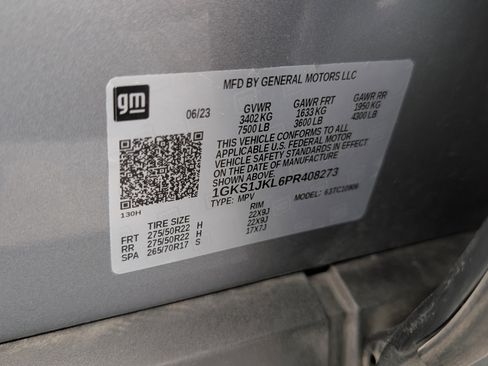 gm
MFD BY GENERAL MOTORS LLC
06/23 GVWR GAWR FRT GAWR RR
3402 KG 1633 KG 1950 KG
7500 LB 3600 LB 4300 LB
THIS VEHICLE CONFORMS TO ALL
APPLICABLE U.S. FEDERAL MOTOR
VEHICLE SAFETY STANDARDS IN EFFECT
ON THE DATE OF MANUFACTURE
SHOWN ABOVE.
1GKS1JKL6PR408273
TYPE: MPV MODEL: 63TC10906
130H
TIRE SIZE RIM
FRT 275/50R22 H 22X9J
RR 275/50R22 H 22X9J
SPA 265/70R17 S 17X7J